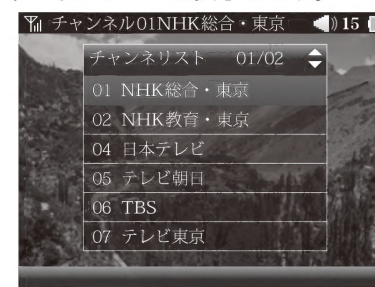 チャンネル01NHK総合・東京 15
チャンネリスト 01/02
01 NHK総合・東京
02 NHK教育・東京
04 日本テレビ
05 テレビ朝日
06 TBS
07 テレビ東京